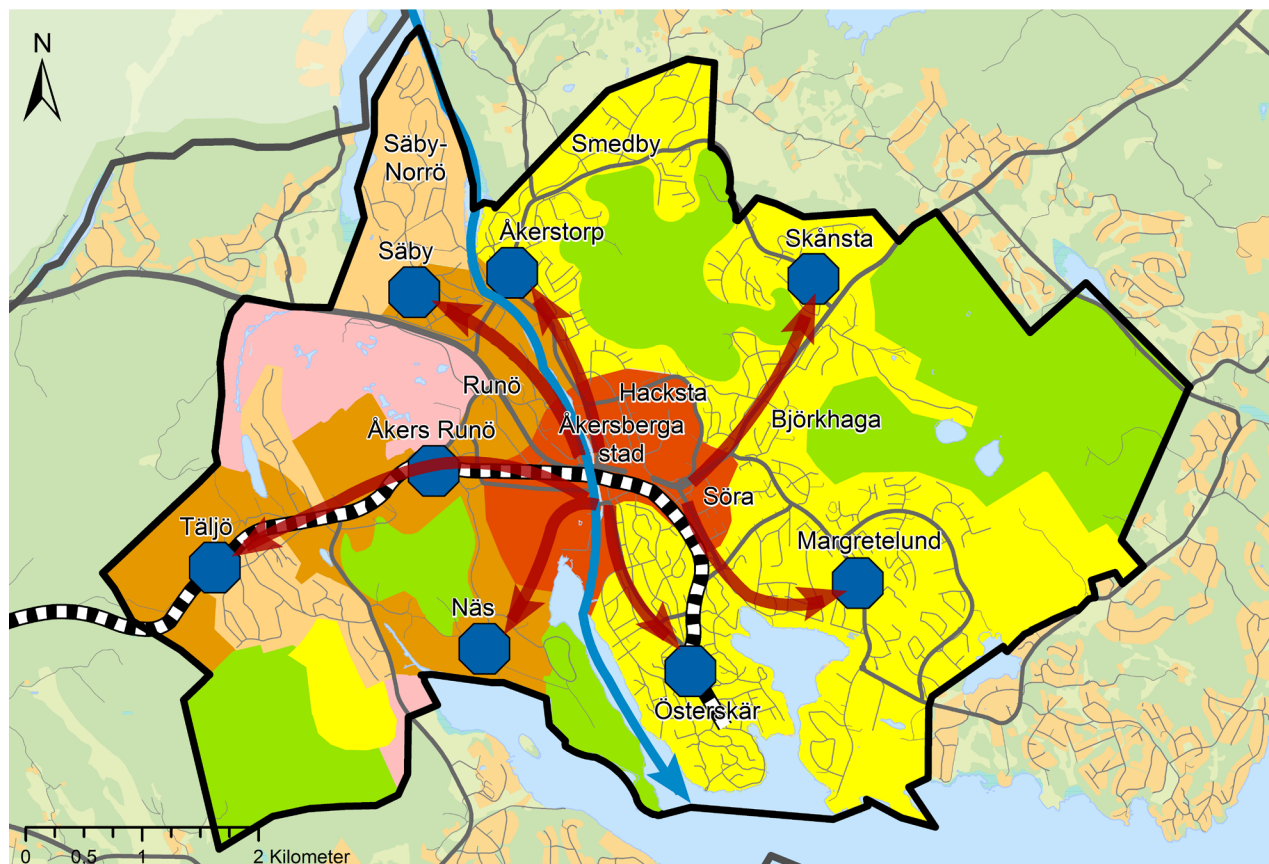 N
Säby-
Norrö
Smedby
Åkerstorp
Säby
Skånsta
Runö
Hacksta
Åkersberga
stad
Björkhaga
Åkers Runö
Söra
Täljö
Margretelund
Näs
Österskär
0 0,5 1 2 Kilometer